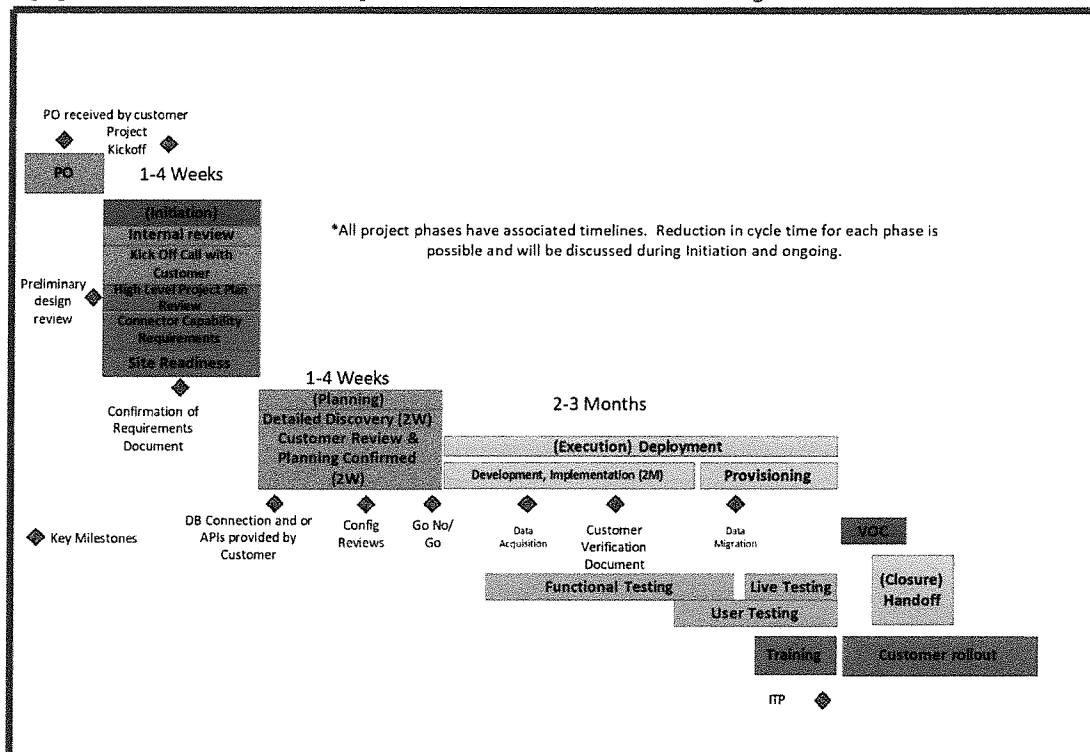 PO received by customer
Project
Kickoff
PO
1-4 Weeks
(Initiation)
Internal review
Kick Off Call with
Customer
High Level Project Plan
Review
Connector Capability
Requirements
Site Readiness
*All project phases have associated timelines. Reduction in cycle time for each phase is
possible and will be discussed during Initiation and ongoing.
Preliminary
design
review
Confirmation of
Requirements
Document
1-4 Weeks
(Planning)
Detailed Discovery (2W)
Customer Review &
Planning Confirmed
(2W)
2-3 Months
(Execution) Deployment
Development, Implementation (2M)
Provisioning
DB Connection and or
APIs provided by
Customer
Config
Reviews
Go No/
Go
Data
Acquisition
Customer
Verification
Document
Data
Migration
Key Milestones
VOC
Functional Testing
Live Testing
(Closure)
Handoff
User Testing
Training
Customer rollout
ITP